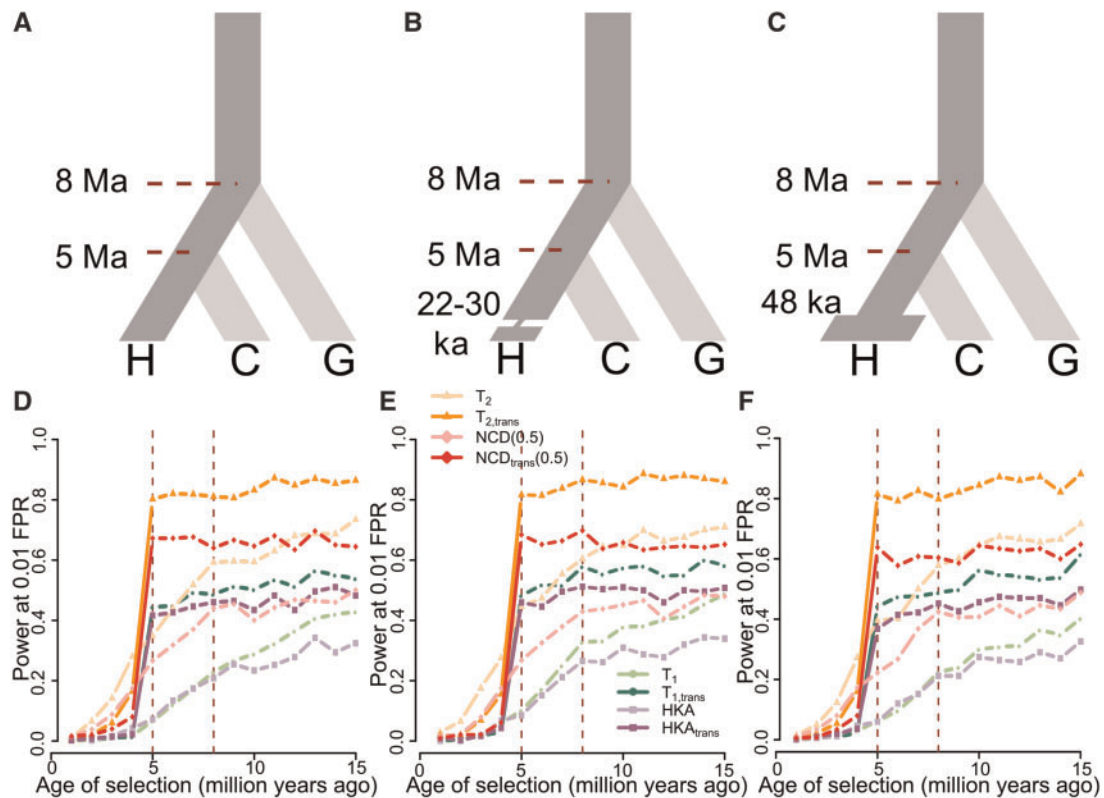 A
B
C
8 Ma
8 Ma
8 Ma
5 Ma
5 Ma
5 Ma
22-30
ka
48 ka
H C G
H C G
H C G
D
E
F
T2
T2,trans
NCD(0.5)
NCDtrans(0.5)
T1
T1,trans
HKA
HKAtrans
Power at 0.01 FPR
0.0 0.2 0.4 0.6 0.8 1.0
0 5 10 15
Age of selection (million years ago)
Power at 0.01 FPR
0.0 0.2 0.4 0.6 0.8 1.0
0 5 10 15
Age of selection (million years ago)
Power at 0.01 FPR
0.0 0.2 0.4 0.6 0.8 1.0
0 5 10 15
Age of selection (million years ago)